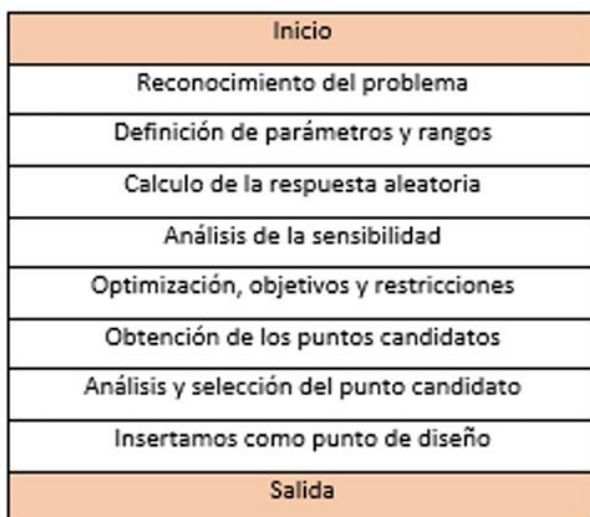 Inicio
Reconocimiento del problema
Definición de parámetros y rangos
Calculo de la respuesta aleatoria
Análisis de la sensibilidad
Optimización, objetivos y restricciones
Obtención de los puntos candidatos
Análisis y selección del punto candidato
Insertamos como punto de diseño
Salida